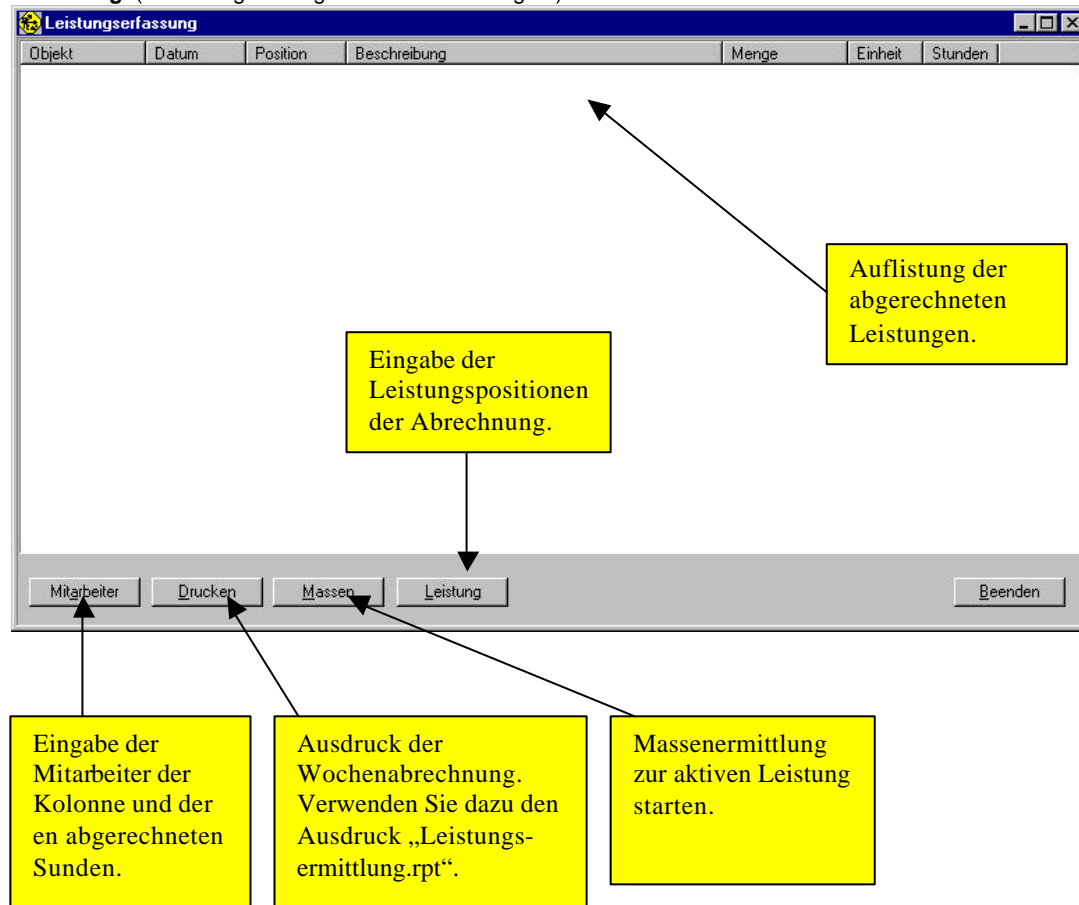 Leistungserfassung
Objekt Datum Position Beschreibung Menge Einheit Stunden
Auflistung der
abgerechneten
Leistungen.
Eingabe der
Leistungspositionen
der Abrechnung.
Mitarbeiter Drucken Massen Leistung Beenden
Eingabe der
Mitarbeiter der
Kolonne und der
en abgerechneten
Sunden.
Ausdruck der
Wochenabrechnung.
Verwenden Sie dazu den
Ausdruck „Leistungs-
ermittlung.rpt“.
Massenermittlung
zur aktiven Leistung
starten.